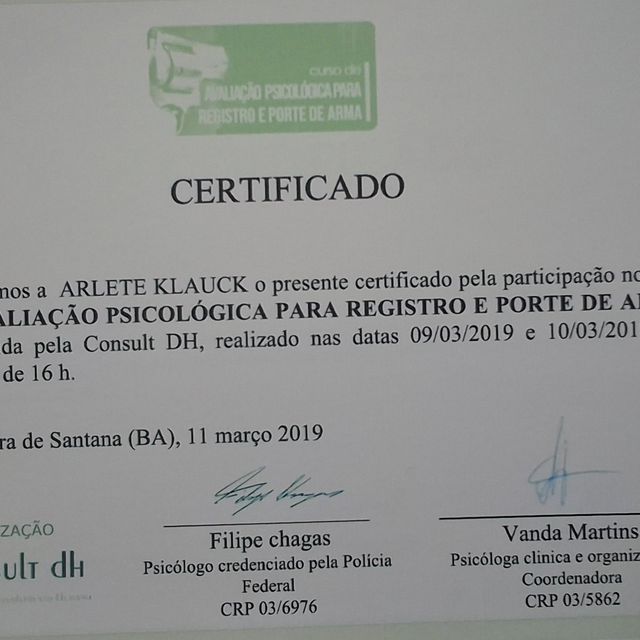 curso de
AVALIAÇÃO PSICOLÓGICA PARA
REGISTRO E PORTE DE ARMA
CERTIFICADO
mos a ARLETE KLAUCK o presente certificado pela participação no
ALIAÇÃO PSICOLÓGICA PARA REGISTRO E PORTE DE A
da pela Consult DH, realizado nas datas 09/03/2019 e 10/03/201
de 16 h.
ra de Santana (BA), 11 março 2019
ZAÇÃO
ult dh
Filipe chagas
Psicólogo credenciado pela Polícia
Federal
CRP 03/6976
Vanda Martins
Psicóloga clinica e organiz
Coordenadora
CRP 03/5862